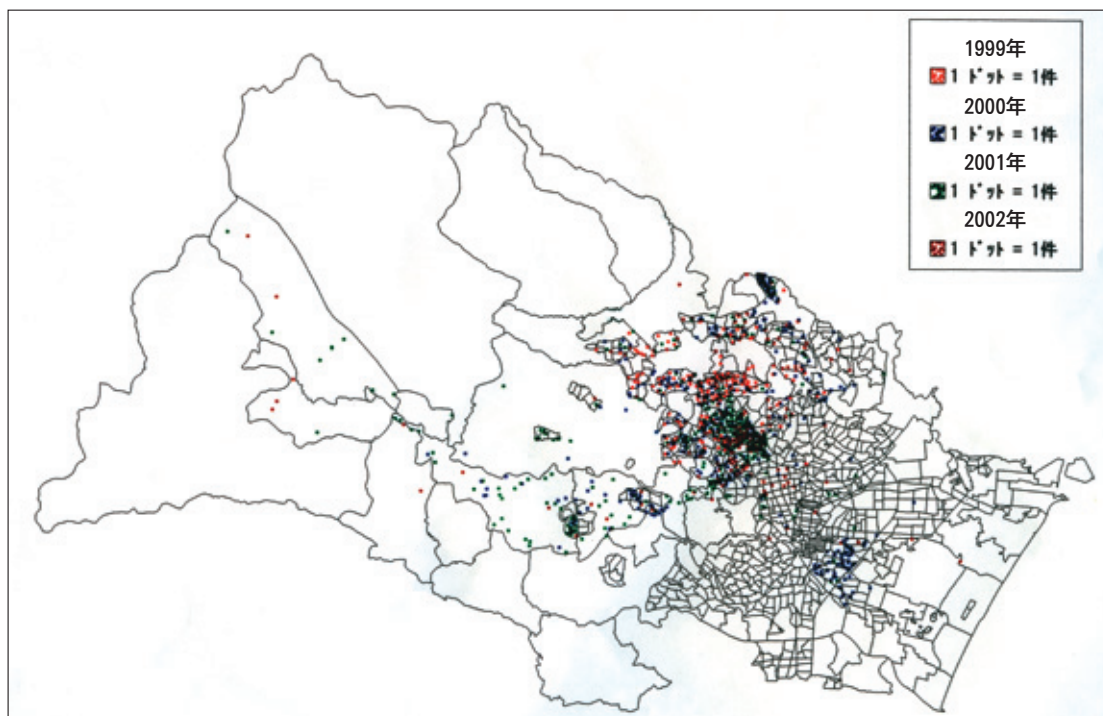 1999年
1 ドット = 1件
2000年
1 ドット = 1件
2001年
1 ドット = 1件
2002年
1 ドット = 1件